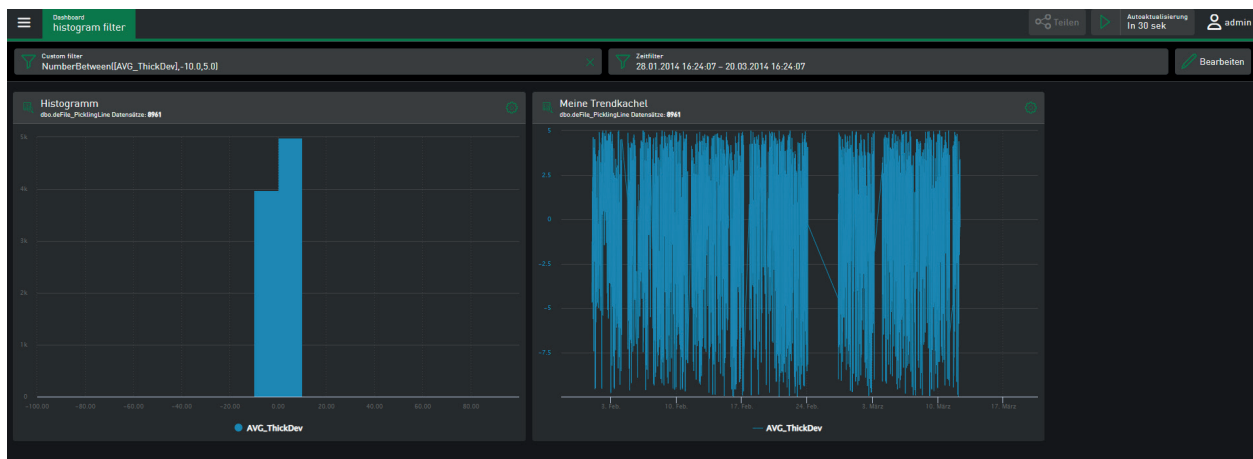 Dashboard
histogram filter
Teilen
Autoaktualisierung
In 30 sek
admin
Custom filter
NumberBetween([AVG_ThickDev],-10.0,5.0)
Zeitfilter
28.01.2014 16:24:07 – 20.03.2014 16:24:07
Bearbeiten
Histogramm
dbo.deFile_PicklingLine Datensätze: 8961
5k
4k
3k
2k
1k
0
-100.00 -80.00 -60.00 -40.00 -20.00 0.00 20.00 40.00 60.00 80.00
AVG_ThickDev
Meine Trendkachel
dbo.deFile_PicklingLine Datensätze: 8961
5
2.5
0
-2.5
-5
-7.5
3. Feb. 10. Feb. 17. Feb. 24. Feb. 3. März 10. März 17. März
AVG_ThickDev